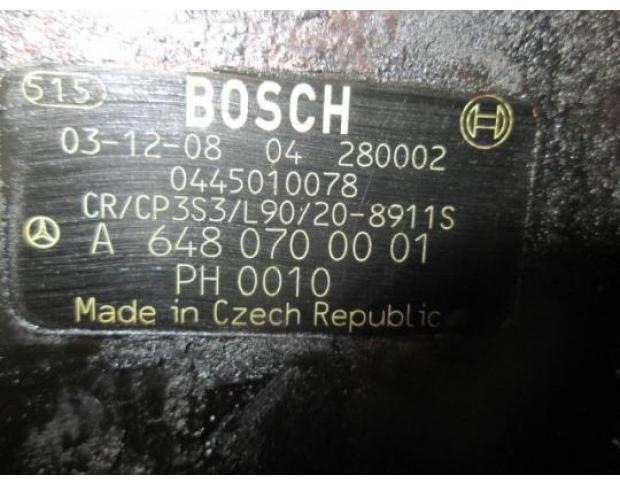 515 BOSCH
03-12-08 04 280002
0445010078
CR/CP3S3/L90/20-8911S
A 648 070 00 01
PH 0010
Made in Czech Republic